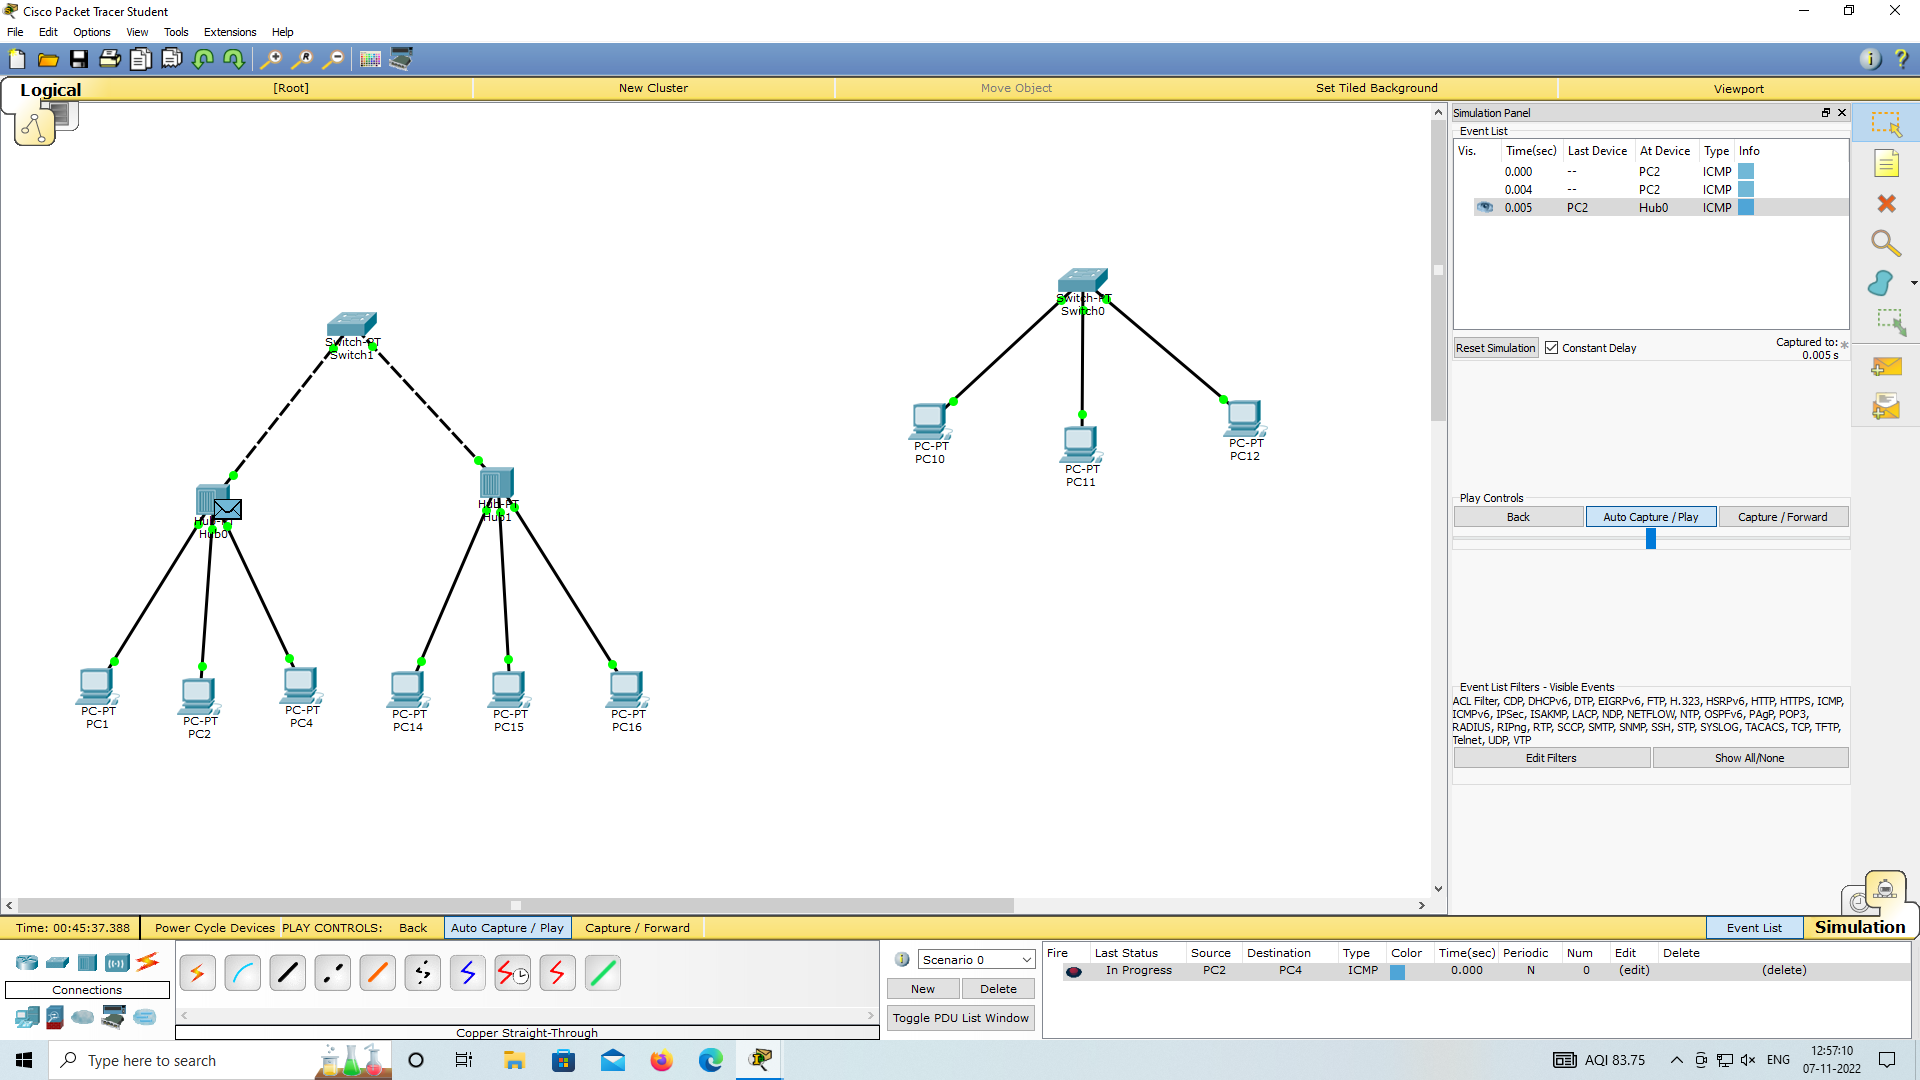 Cisco Packet Tracer Student
File Edit Options View Tools Extensions Help
Logical [Root] New Cluster Move Object Set Tiled Background Viewport
Simulation Panel
Event List
Vis. Time(sec) Last Device At Device Type Info
0.000 -- PC2 ICMP
0.004 -- PC2 ICMP
0.005 PC2 Hub0 ICMP
Reset Simulation Constant Delay Captured to: *
0.005 s
Switch-PT
Switch0
Switch-PT
Switch1
PC-PT
PC10
PC-PT
PC11
PC-PT
PC12
Hub-PT
Hub0
Hub-PT
Hub1
PC-PT
PC1
PC-PT
PC2
PC-PT
PC4
PC-PT
PC14
PC-PT
PC15
PC-PT
PC16
Play Controls
Back Auto Capture / Play Capture / Forward
Event List Filters - Visible Events
ACL Filter, CDP, DHCPv6, DTP, EIGRPv6, FTP, H.323, HSRPv6, HTTP, HTTPS, ICMP,
ICMPv6, IPSec, ISAKMP, LACP, NDP, NETFLOW, NTP, OSPFv6, PAgP, POP3,
RADIUS, RIPng, RTP, SCCP, SMTP, SNMP, SSH, STP, SYSLOG, TACACS, TCP, TFTP,
Telnet, UDP, VTP
Edit Filters Show All/None
Time: 00:45:37.388 Power Cycle Devices PLAY CONTROLS: Back Auto Capture / Play Capture / Forward Event List Simulation
Connections
Copper Straight-Through
Scenario 0
New Delete
Toggle PDU List Window
Fire Last Status Source Destination Type Color Time(sec) Periodic Num Edit Delete
In Progress PC2 PC4 ICMP 0.000 N 0 (edit) (delete)
Type here to search
AQI 83.75 ENG 12:57:10
07-11-2022